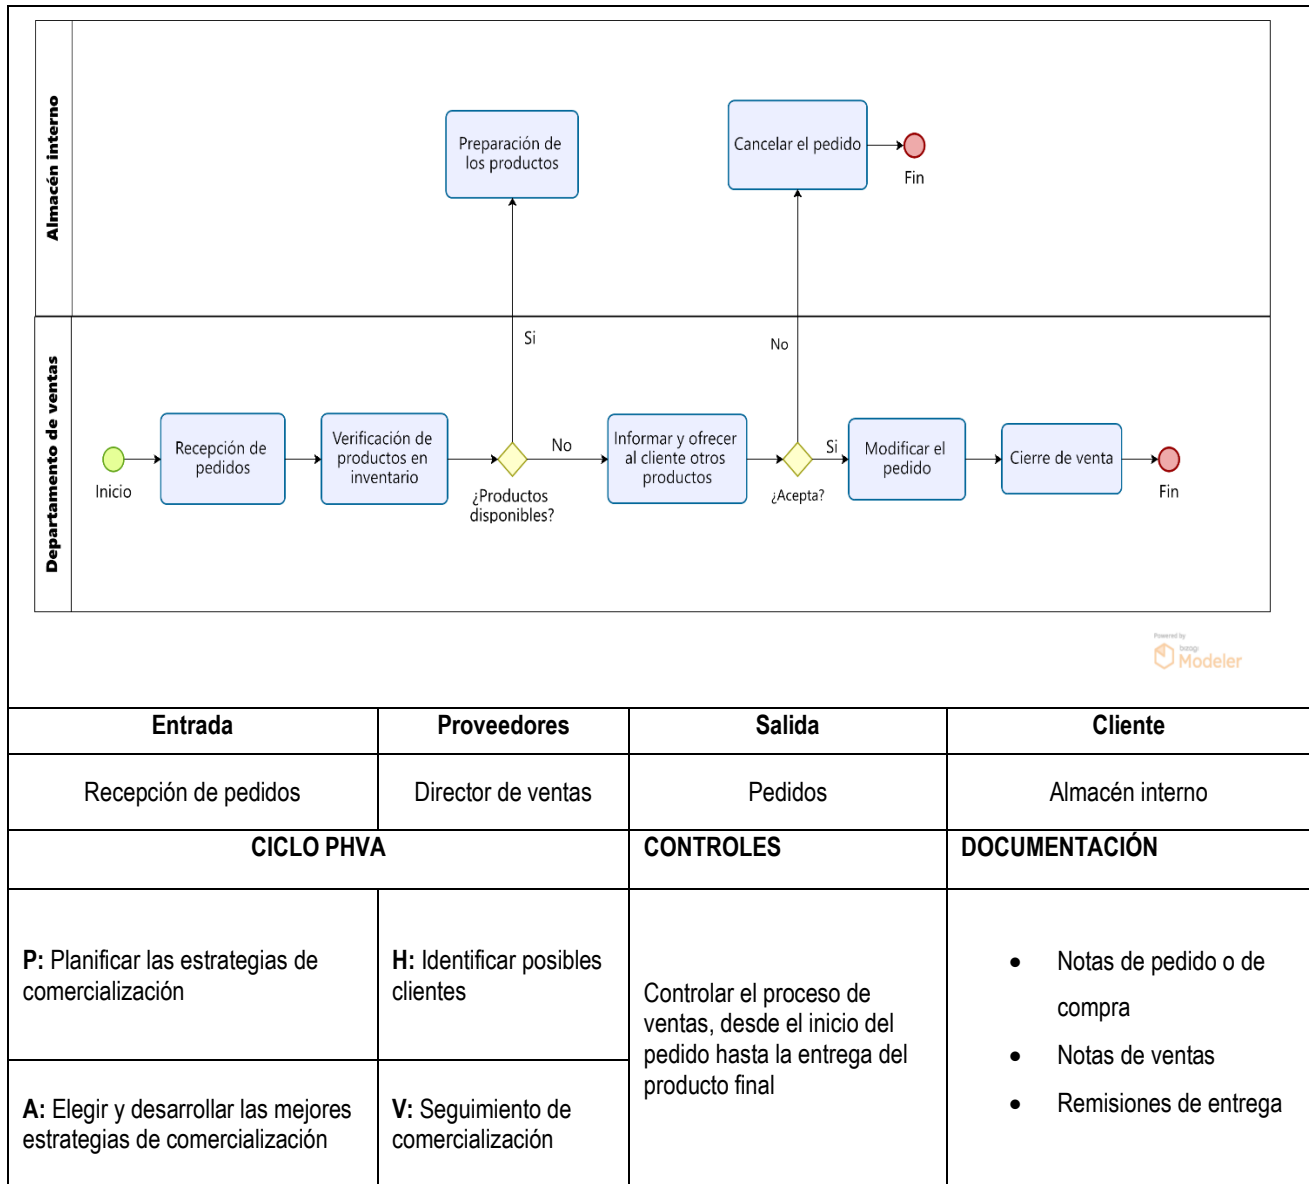 Almacén interno
Preparación de
los productos
Cancelar el pedido
Fin
Si
No
Departamento de ventas
Inicio
Recepción de
pedidos
Verificación de
productos en
inventario
¿Productos
disponibles?
No
Informar y ofrecer
al cliente otros
productos
¿Acepta?
Si
Modificar el
pedido
Cierre de venta
Fin
Powered by
bizagi
Modeler
Entrada
Proveedores
Salida
Cliente
Recepción de pedidos
Director de ventas
Pedidos
Almacén interno
CICLO PHVA
CONTROLES
DOCUMENTACIÓN
P: Planificar las estrategias de
comercialización
H: Identificar posibles
clientes
Controlar el proceso de
ventas, desde el inicio del
pedido hasta la entrega del
producto final
• Notas de pedido o de
compra
• Notas de ventas
• Remisiones de entrega
A: Elegir y desarrollar las mejores
estrategias de comercialización
V: Seguimiento de
comercialización